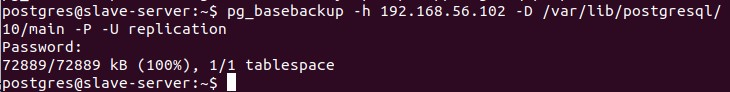 postgres@slave-server:~$ pg_basebackup -h 192.168.56.102 -D /var/lib/postgresql/
10/main -P -U replication
Password:
72889/72889 kB (100%), 1/1 tablespace
postgres@slave-server:~$